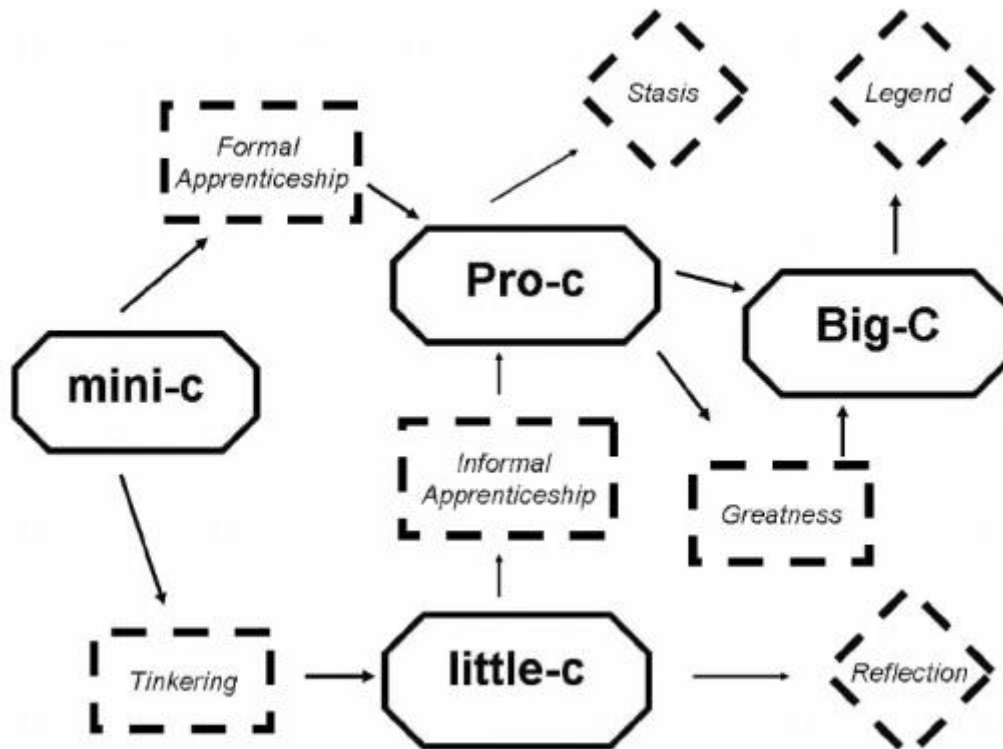 Stasis
Legend
Formal
Apprenticeship
Pro-c
Big-C
mini-c
Informal
Apprenticeship
Greatness
Tinkering
little-c
Reflection